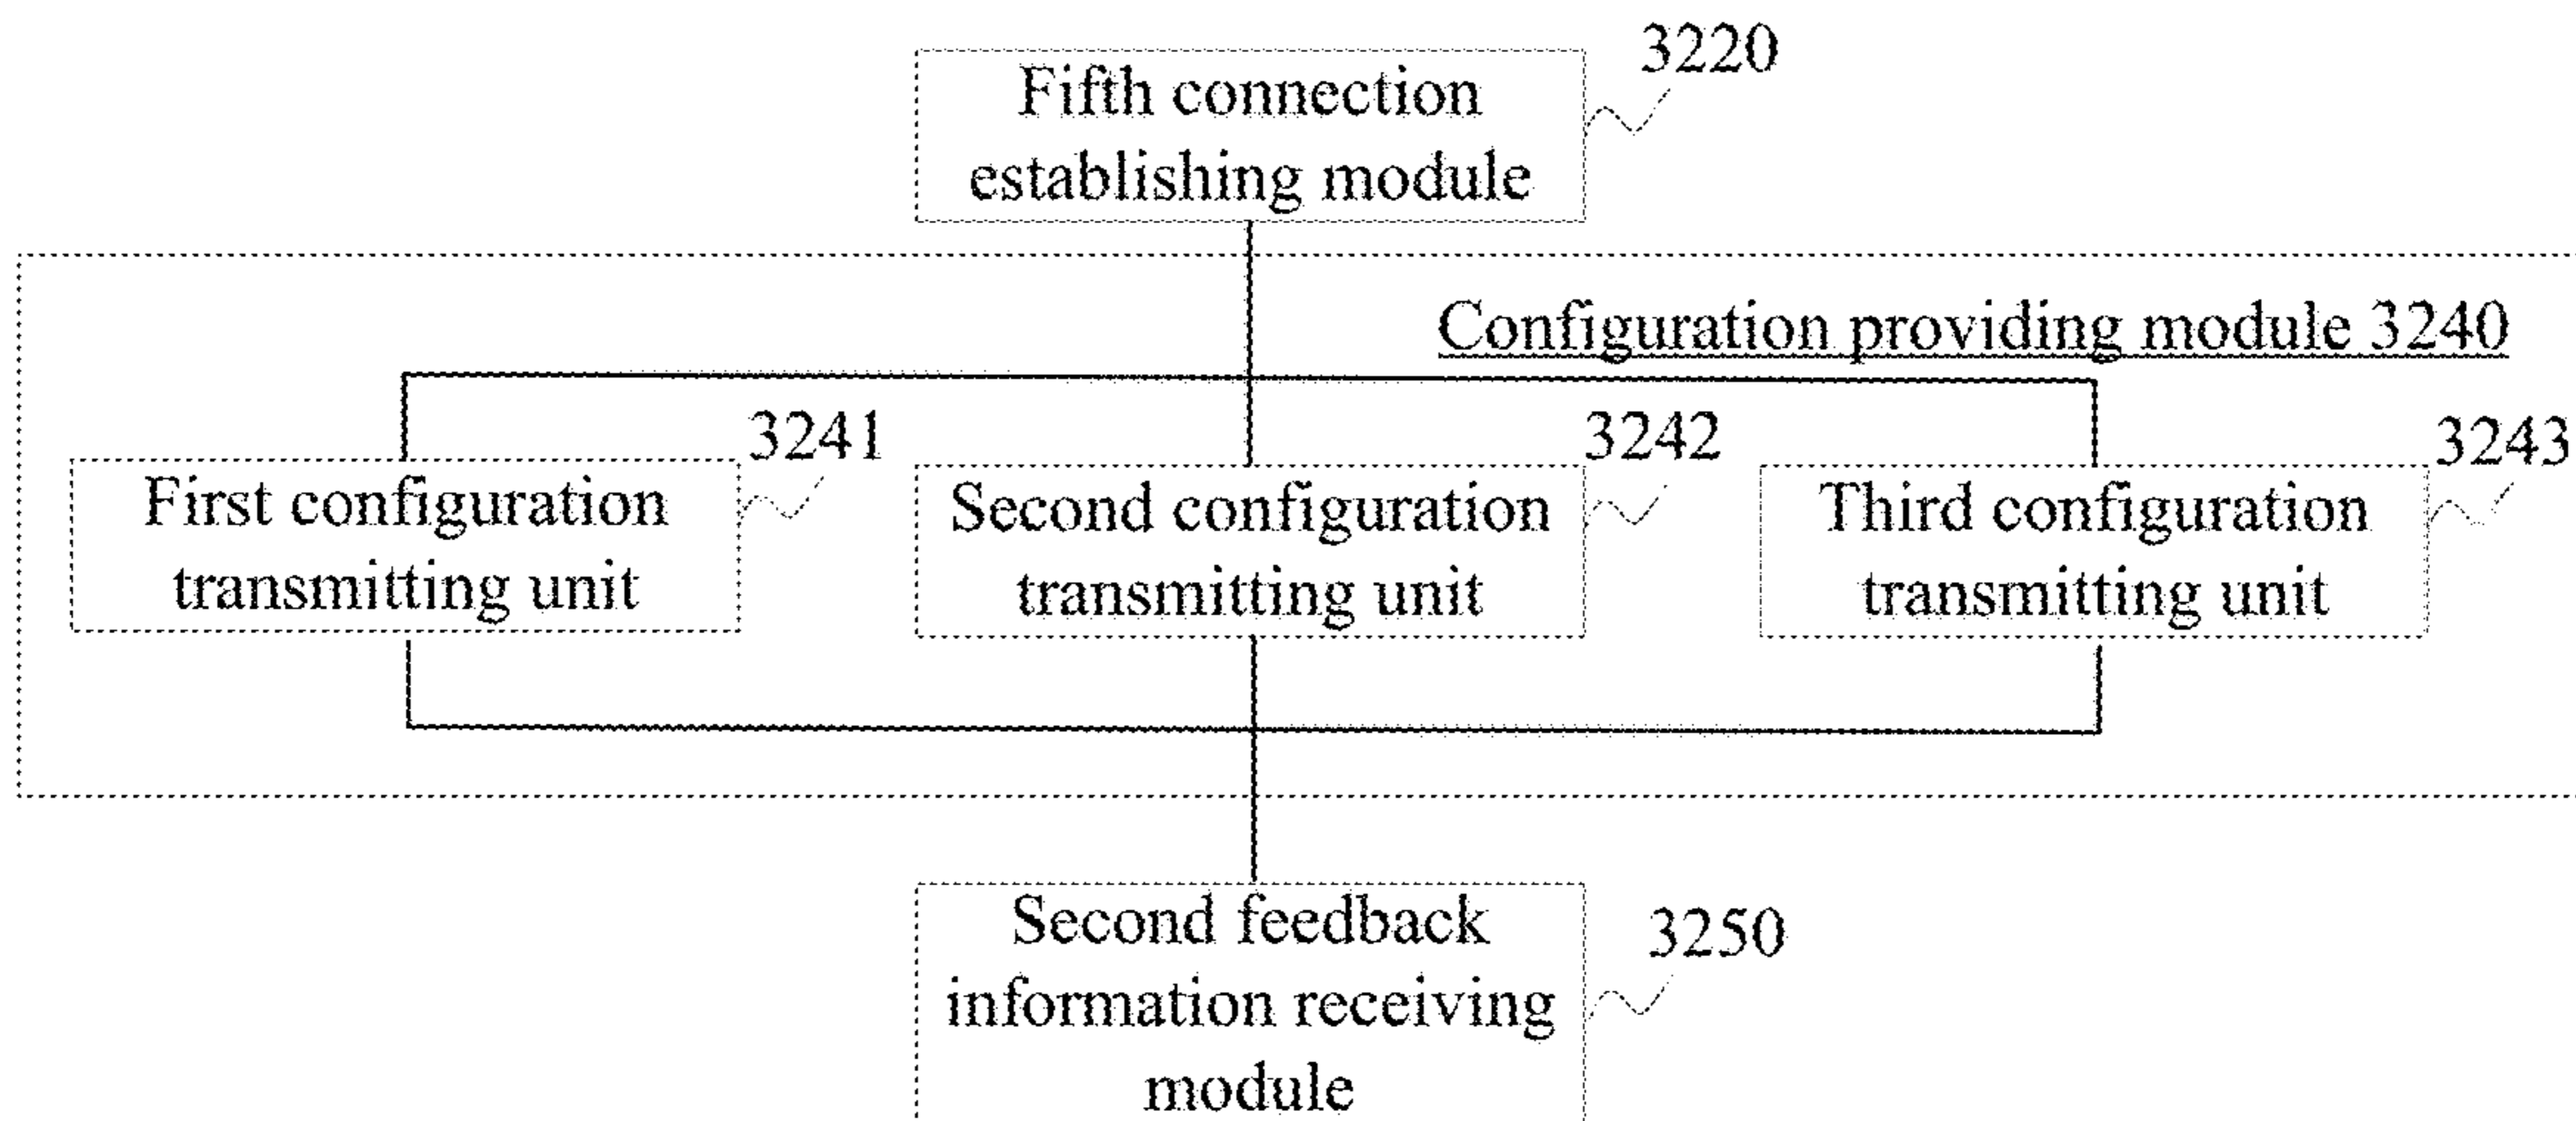 3220
Fifth connection
establishing module
Configuration providing module 3240
3241
3242
3243
First configuration
transmitting unit
Second configuration
transmitting unit
Third configuration
transmitting unit
Second feedback
information receiving
module
3250